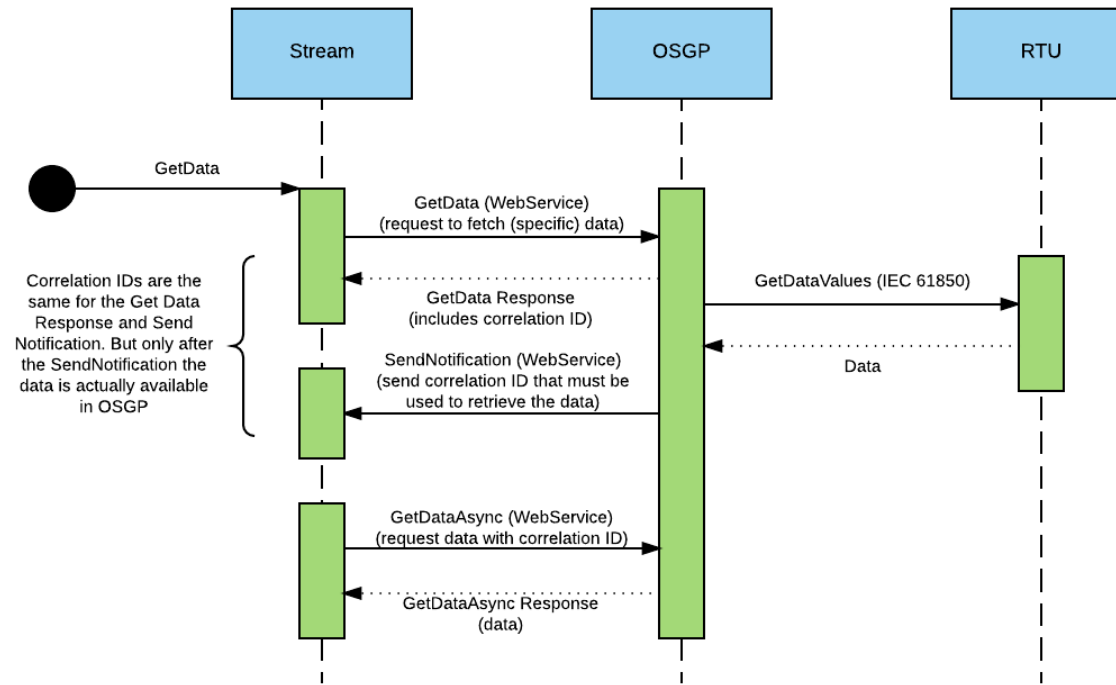 Stream
OSGP
RTU
GetData
GetData (WebService)
(request to fetch (specific) data)
Correlation IDs are the
same for the Get Data
Response and Send
Notification. But only after
the SendNotification the
data is actually available
in OSGP
GetData Response
(includes correlation ID)
GetDataValues (IEC 61850)
Data
SendNotification (WebService)
(send correlation ID that must be
used to retrieve the data)
GetDataAsync (WebService)
(request data with correlation ID)
GetDataAsync Response
(data)